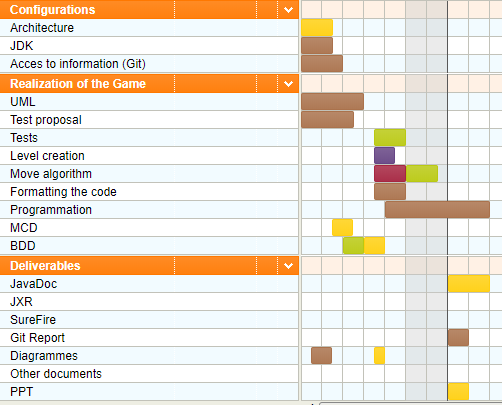 Configurations
Architecture
JDK
Acces to information (Git)
Realization of the Game
UML
Test proposal
Tests
Level creation
Move algorithm
Formatting the code
Programmation
MCD
BDD
Deliverables
JavaDoc
JXR
SureFire
Git Report
Diagrammes
Other documents
PPT